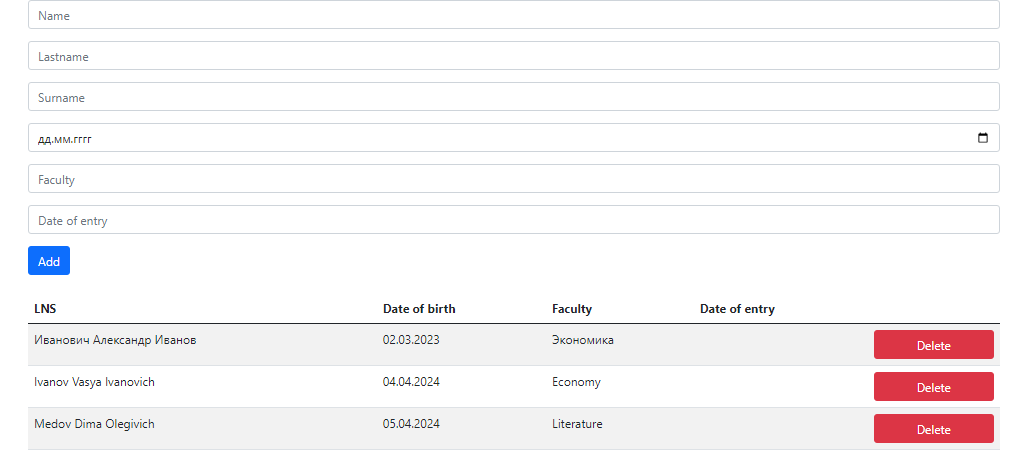 Name
Lastname
Surname
дд.мм.гггг
Faculty
Date of entry
Add
LNS Date of birth Faculty Date of entry
Иванович Александр Иванов 02.03.2023 Экономика Delete
Ivanov Vasya Ivanovich 04.04.2024 Economy Delete
Medov Dima Olegivich 05.04.2024 Literature Delete